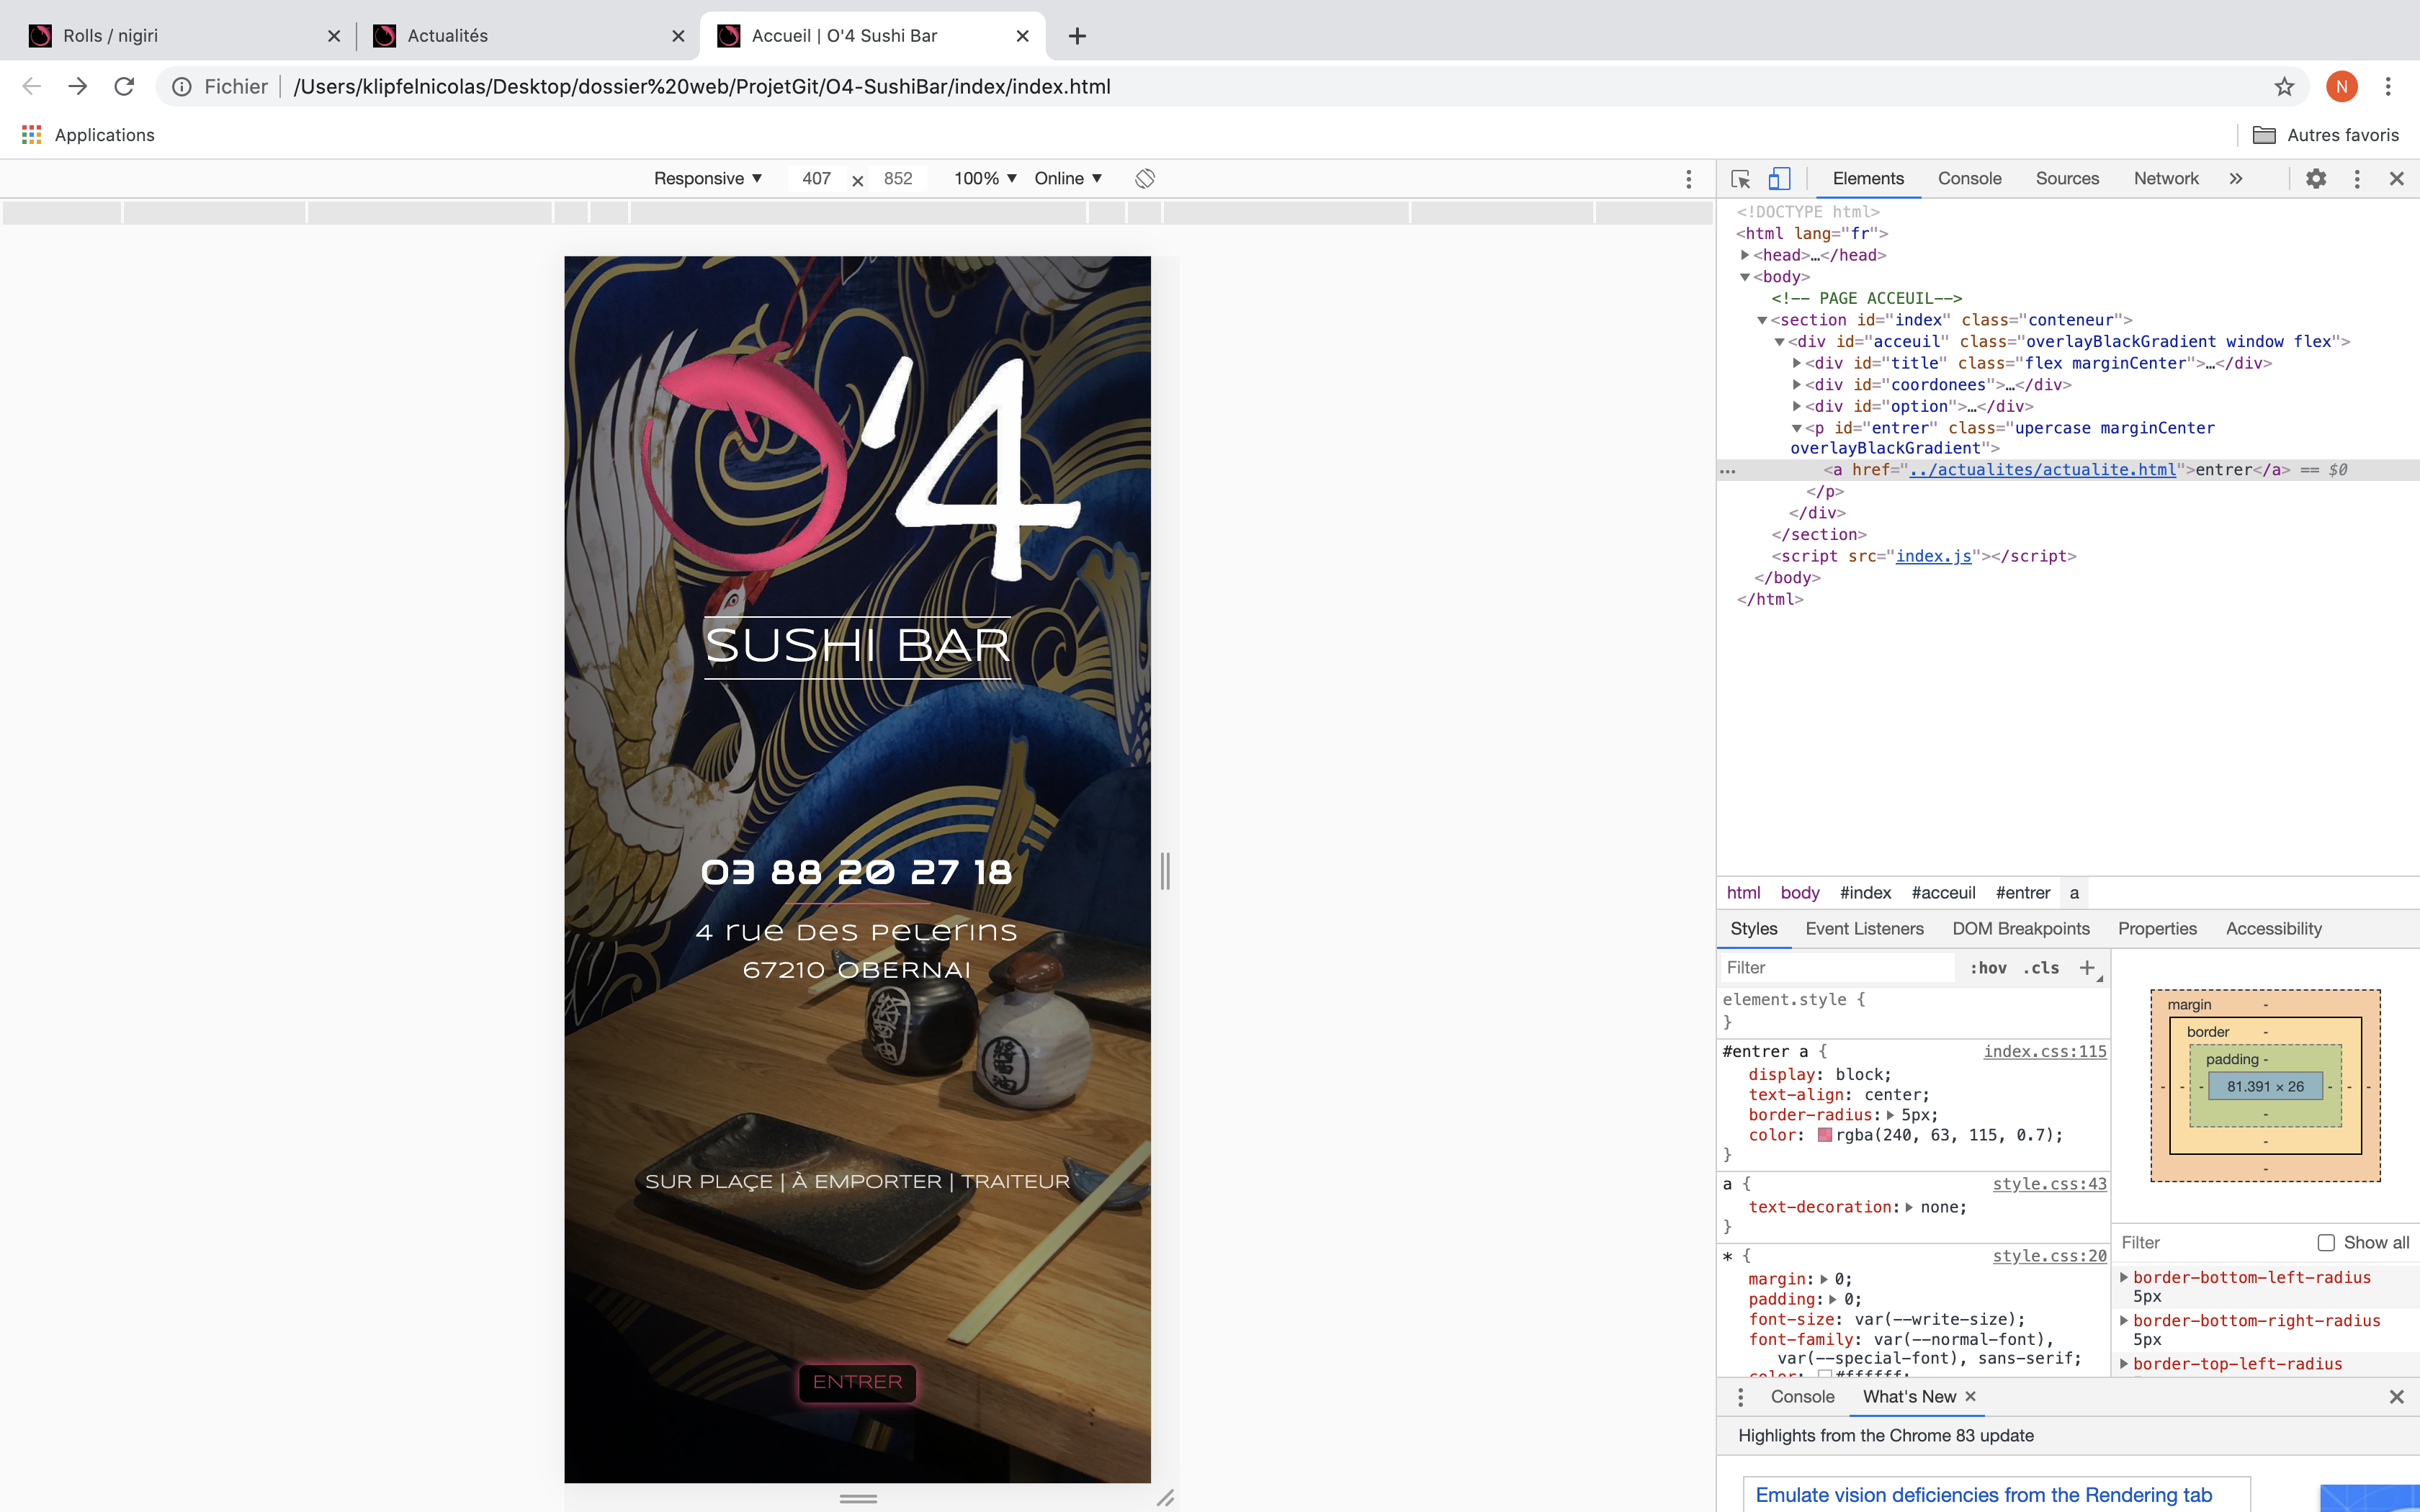 Rolls / nigiri
Actualités
Accueil | O'4 Sushi Bar
Fichier
/Users/klipfelnicolas/Desktop/dossier%20web/ProjetGit/O4-SushiBar/index/index.html
N
Applications
Autres favoris
Responsive ▼ 407 × 852 100% ▼ Online ▼
O'4
SUSHI BAR
03 88 20 27 18
4 rue des Pelerins
67210 OBERNAI
將油
將油
SUR PLAÇE | À EMPORTER | TRAITEUR
ENTRER
Elements Console Sources Network »
<!DOCTYPE html>
<html lang="fr">
<head>…</head>
<body>
<!-- PAGE ACCEUIL-->
<section id="index" class="conteneur">
<div id="acceuil" class="overlayBlackGradient window flex">
<div id="title" class="flex marginCenter">…</div>
<div id="coordonees">…</div>
<div id="option">…</div>
<p id="entrer" class="upercase marginCenter
overlayBlackGradient">
<a href="../actualites/actualite.html">entrer</a> == $0
</p>
</div>
</section>
<script src="index.js"></script>
</body>
</html>
html body #index #acceuil #entrer a
Styles Event Listeners DOM Breakpoints Properties Accessibility
Filter :hov .cls +
element.style {
}
#entrer a { index.css:115
display: block;
text-align: center;
border-radius: 5px;
color: rgba(240, 63, 115, 0.7);
}
a { style.css:43
text-decoration: none;
}
* { style.css:20
margin: 0;
padding: 0;
font-size: var(--write-size);
font-family: var(--normal-font),
var(--special-font), sans-serif;
color: #ffffff;
margin -
border -
padding -
- - - 81.391 × 26 - - -
-
-
-
Filter Show all
border-bottom-left-radius
5px
border-bottom-right-radius
5px
border-top-left-radius
Console What's New ×
Highlights from the Chrome 83 update
Emulate vision deficiencies from the Rendering tab